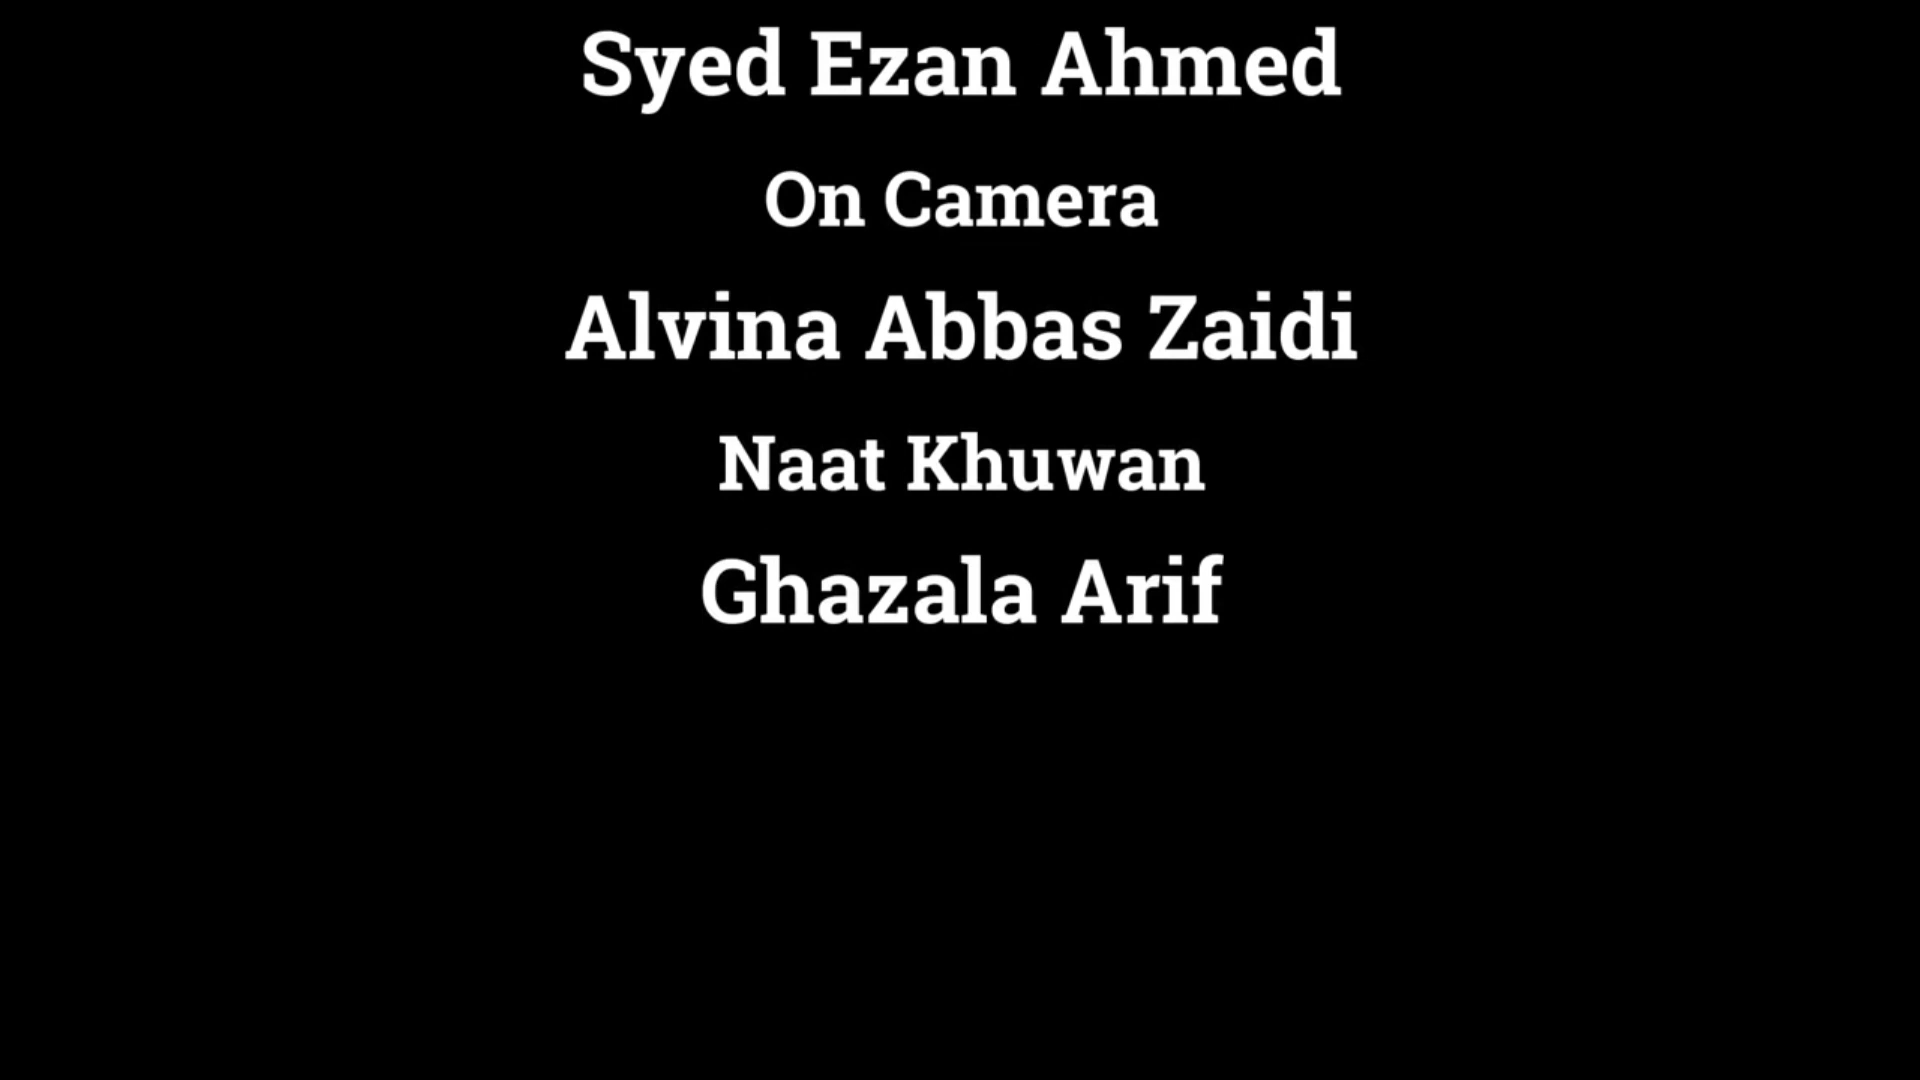 Syed Ezan Ahmed
On Camera
Alvina Abbas Zaidi
Naat Khuwan
Ghazala Arif